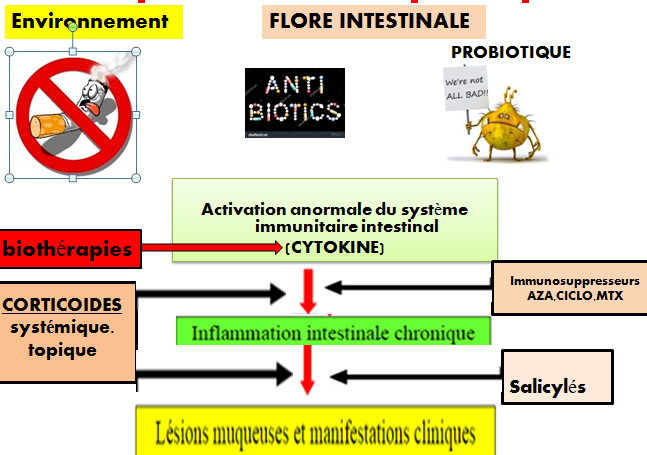 Environnement
FLORE INTESTINALE
PROBIOTIQUE
ANTI
BIOTICS
We're not
ALL BAD!!
Activation anormale du système
immunitaire intestinal
(CYTOKINE)
biothérapies
Immunosuppresseurs
AZA,CICLO,MTX
CORTICOIDES
systémique.
topique
Inflammation intestinale chronique
Salicylés
Lésions muqueuses et manifestations cliniques